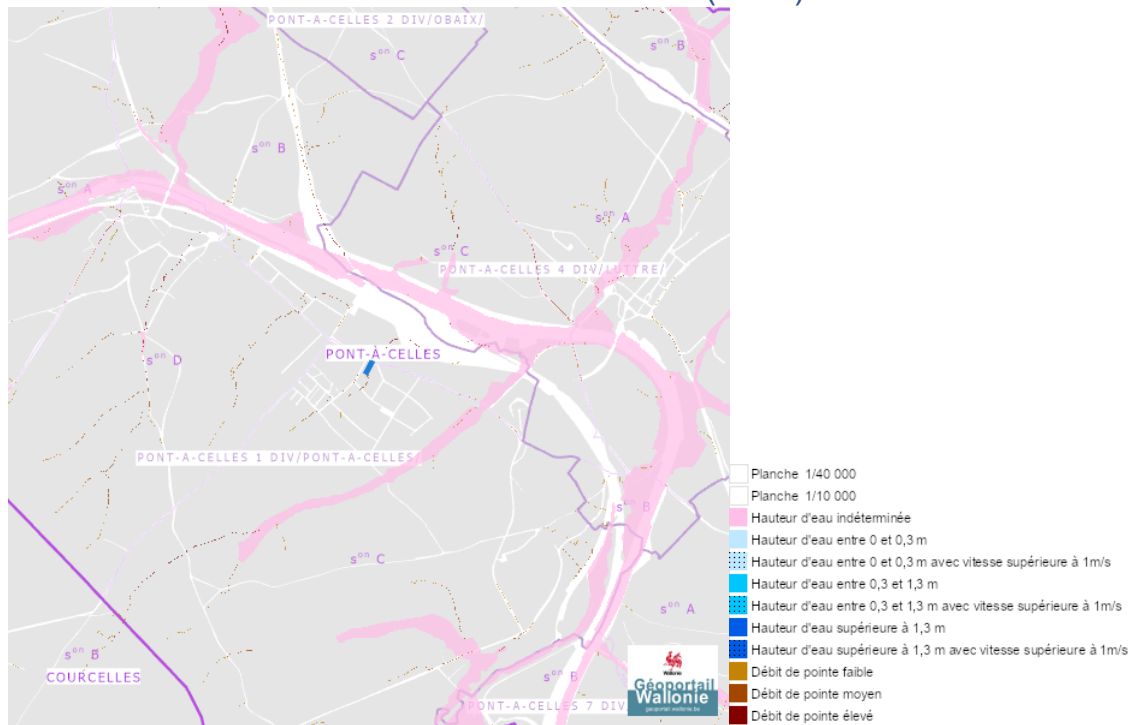 PONT-A-CELLES 2 DIV/OBAIX/
sᵒⁿ C
sᵒⁿ B
sᵒⁿ B
sᵒⁿ A
sᵒⁿ A
sᵒⁿ C
PONT-A-CELLES 4 DIV/LUTTRE/
PONT-À-CELLES
sᵒⁿ D
PONT-A-CELLES 1 DIV/PONT-A-CELLES/
sᵒⁿ B
sᵒⁿ C
sᵒⁿ A
sᵒⁿ B
COURCELLES
sᵒⁿ B
PONT-A-CELLES 7 DIV
Wallonie
Géoportail
Wallonie
geoportail.wallonie.be
Planche 1/40 000
Planche 1/10 000
Hauteur d'eau indéterminée
Hauteur d'eau entre 0 et 0,3 m
Hauteur d'eau entre 0 et 0,3 m avec vitesse supérieure à 1m/s
Hauteur d'eau entre 0,3 et 1,3 m
Hauteur d'eau entre 0,3 et 1,3 m avec vitesse supérieure à 1m/s
Hauteur d'eau supérieure à 1,3 m
Hauteur d'eau supérieure à 1,3 m avec vitesse supérieure à 1m/s
Débit de pointe faible
Débit de pointe moyen
Débit de pointe élevé